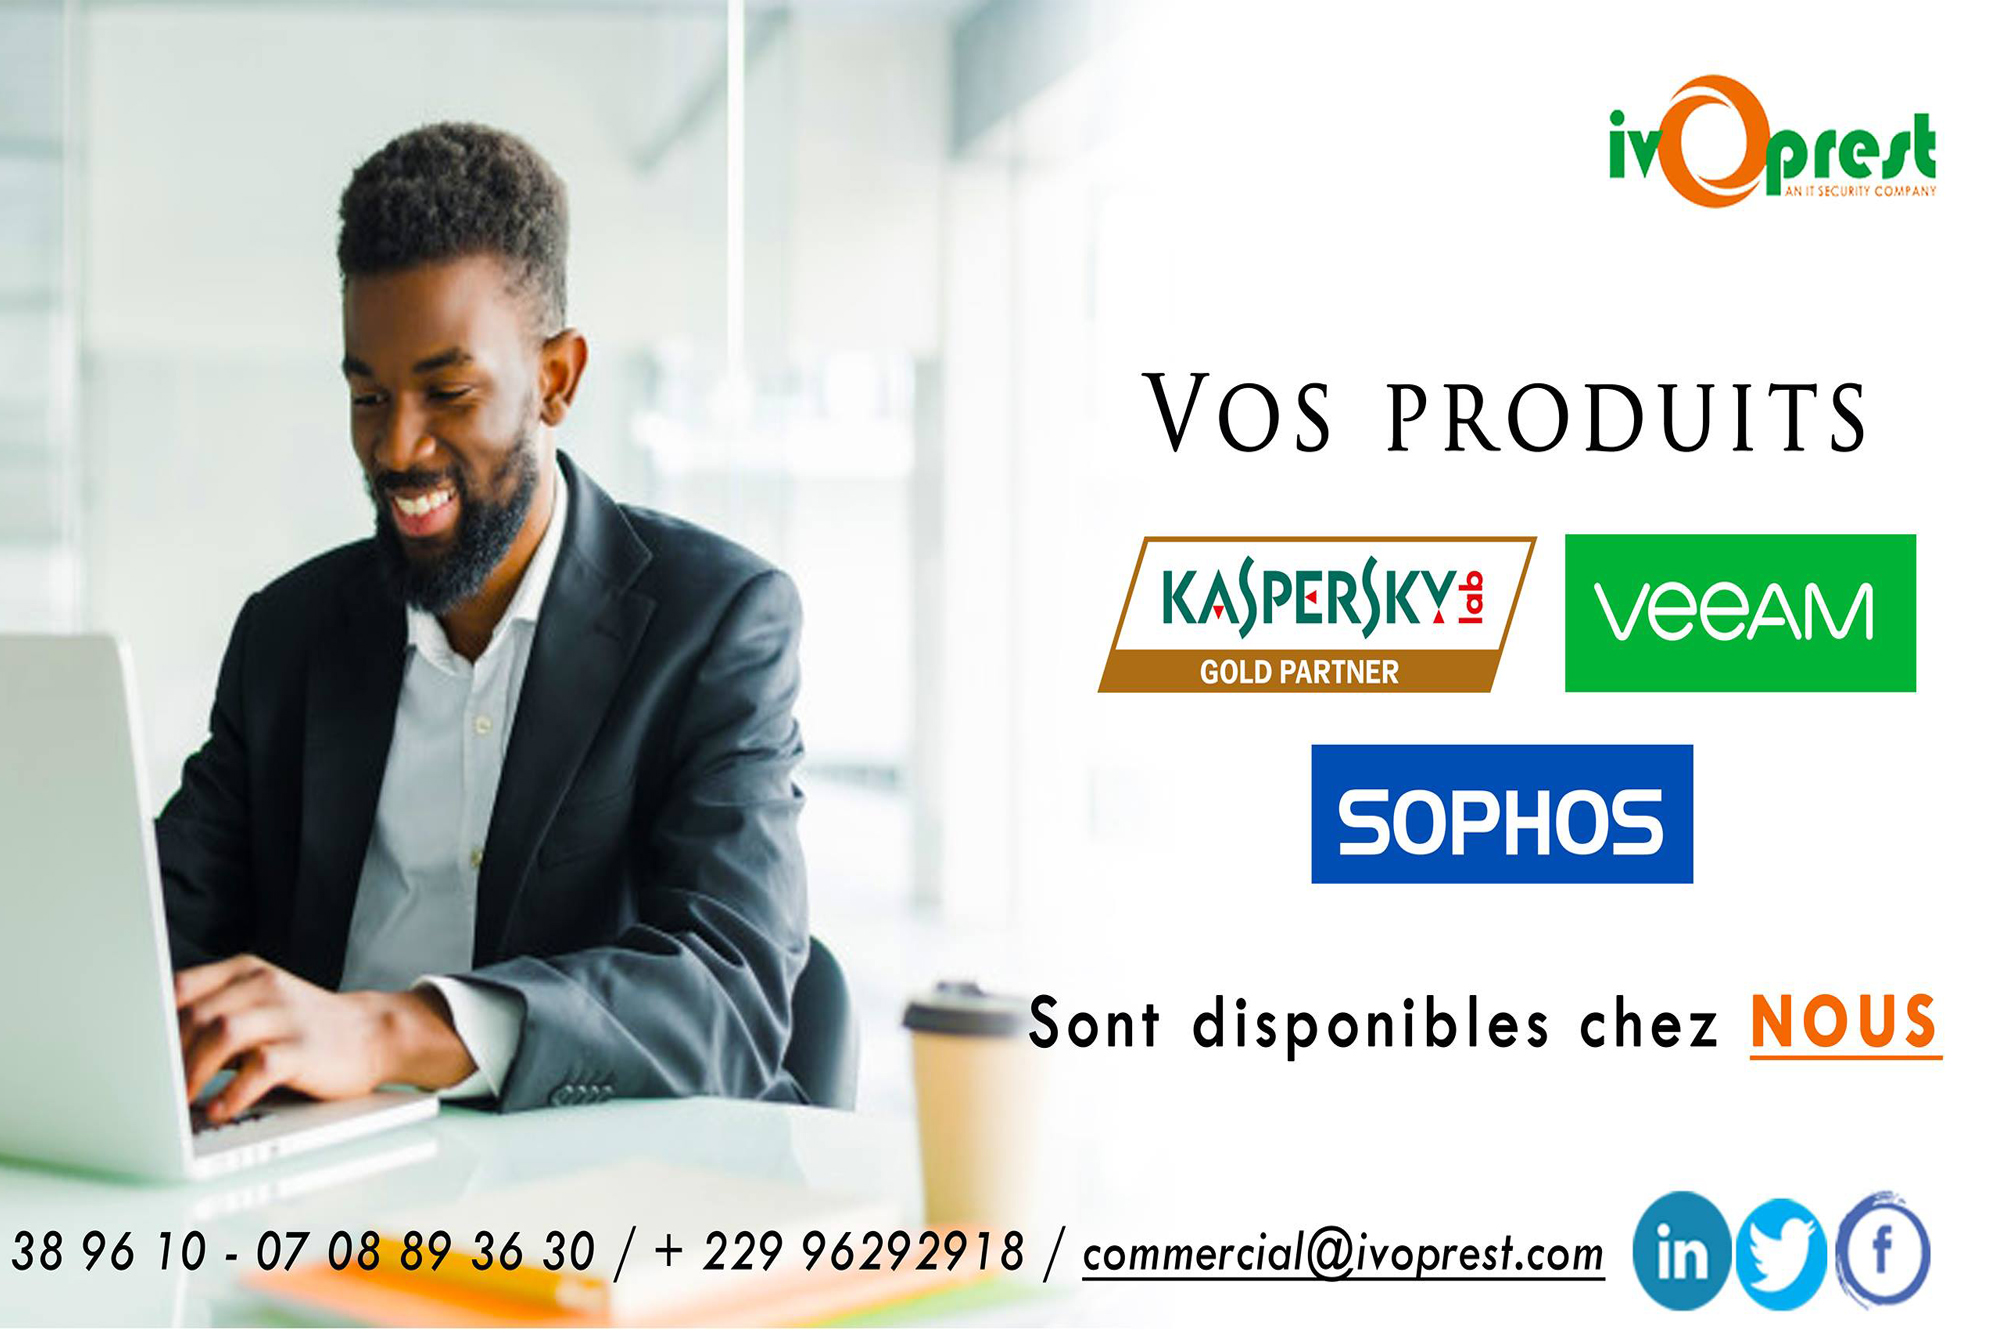 ivOprest
AN IT SECURITY COMPANY
VOS PRODUITS
KASPERSKY lab
GOLD PARTNER
VEEAM
SOPHOS
Sont disponibles chez NOUS
38 96 10 - 07 08 89 36 30 / + 229 96292918 / commercial@ivoprest.com
in
f